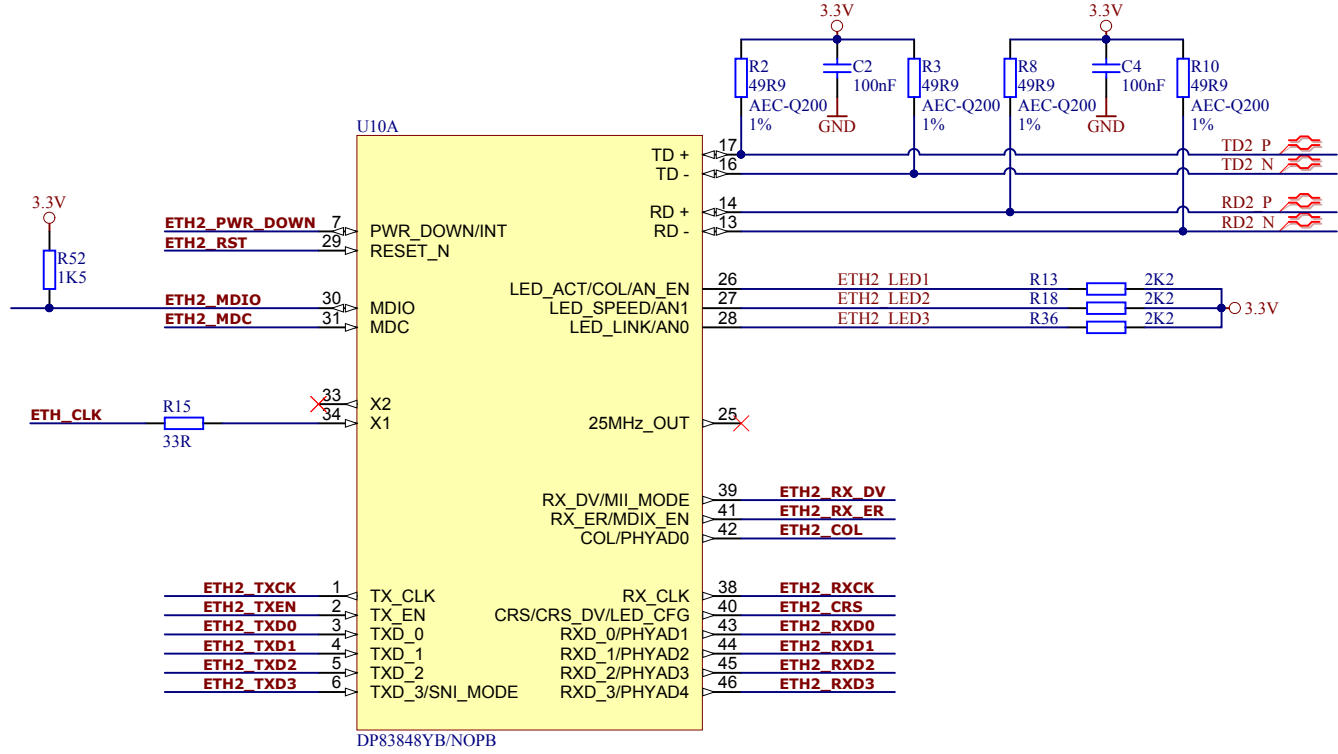 3.3V
3.3V
R2
49R9
AEC-Q200
1%
C2
100nF
GND
R3
49R9
AEC-Q200
1%
R8
49R9
AEC-Q200
1%
C4
100nF
GND
R10
49R9
AEC-Q200
1%
U10A
TD + 17 TD2_P
TD - 16 TD2_N
RD + 14 RD2_P
RD - 13 RD2_N
3.3V
R52
1K5
ETH2_PWR_DOWN 7 PWR_DOWN/INT
ETH2_RST 29 RESET_N
ETH2_MDIO 30 MDIO
ETH2_MDC 31 MDC
LED_ACT/COL/AN_EN 26 ETH2_LED1 R13 2K2
LED_SPEED/AN1 27 ETH2_LED2 R18 2K2 3.3V
LED_LINK/AN0 28 ETH2_LED3 R36 2K2
33 X2
ETH_CLK R15 33R 34 X1
25MHz_OUT 25
RX_DV/MII_MODE 39 ETH2_RX_DV
RX_ER/MDIX_EN 41 ETH2_RX_ER
COL/PHYAD0 42 ETH2_COL
ETH2_TXCK 1 TX_CLK
ETH2_TXEN 2 TX_EN
ETH2_TXD0 3 TXD_0
ETH2_TXD1 4 TXD_1
ETH2_TXD2 5 TXD_2
ETH2_TXD3 6 TXD_3/SNI_MODE
RX_CLK 38 ETH2_RXCK
CRS/CRS_DV/LED_CFG 40 ETH2_CRS
RXD_0/PHYAD1 43 ETH2_RXD0
RXD_1/PHYAD2 44 ETH2_RXD1
RXD_2/PHYAD3 45 ETH2_RXD2
RXD_3/PHYAD4 46 ETH2_RXD3
DP83848YB/NOPB